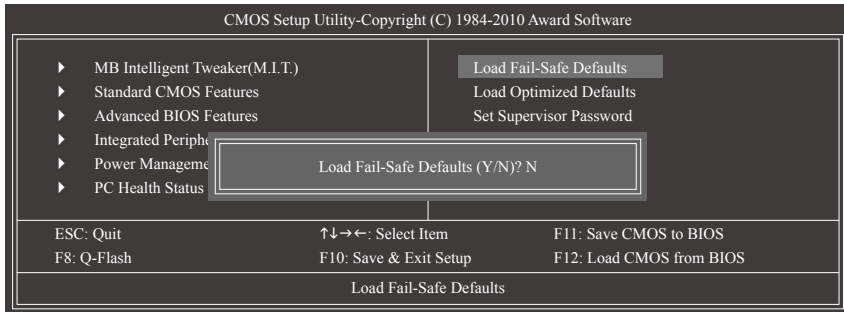 CMOS Setup Utility-Copyright (C) 1984-2010 Award Software
MB Intelligent Tweaker(M.I.T.)
Standard CMOS Features
Advanced BIOS Features
Integrated Periphe
Power Manageme
PC Health Status
Load Fail-Safe Defaults
Load Optimized Defaults
Set Supervisor Password
Load Fail-Safe Defaults (Y/N)? N
ESC: Quit
↑↓→←: Select Item
F11: Save CMOS to BIOS
F8: Q-Flash
F10: Save & Exit Setup
F12: Load CMOS from BIOS
Load Fail-Safe Defaults